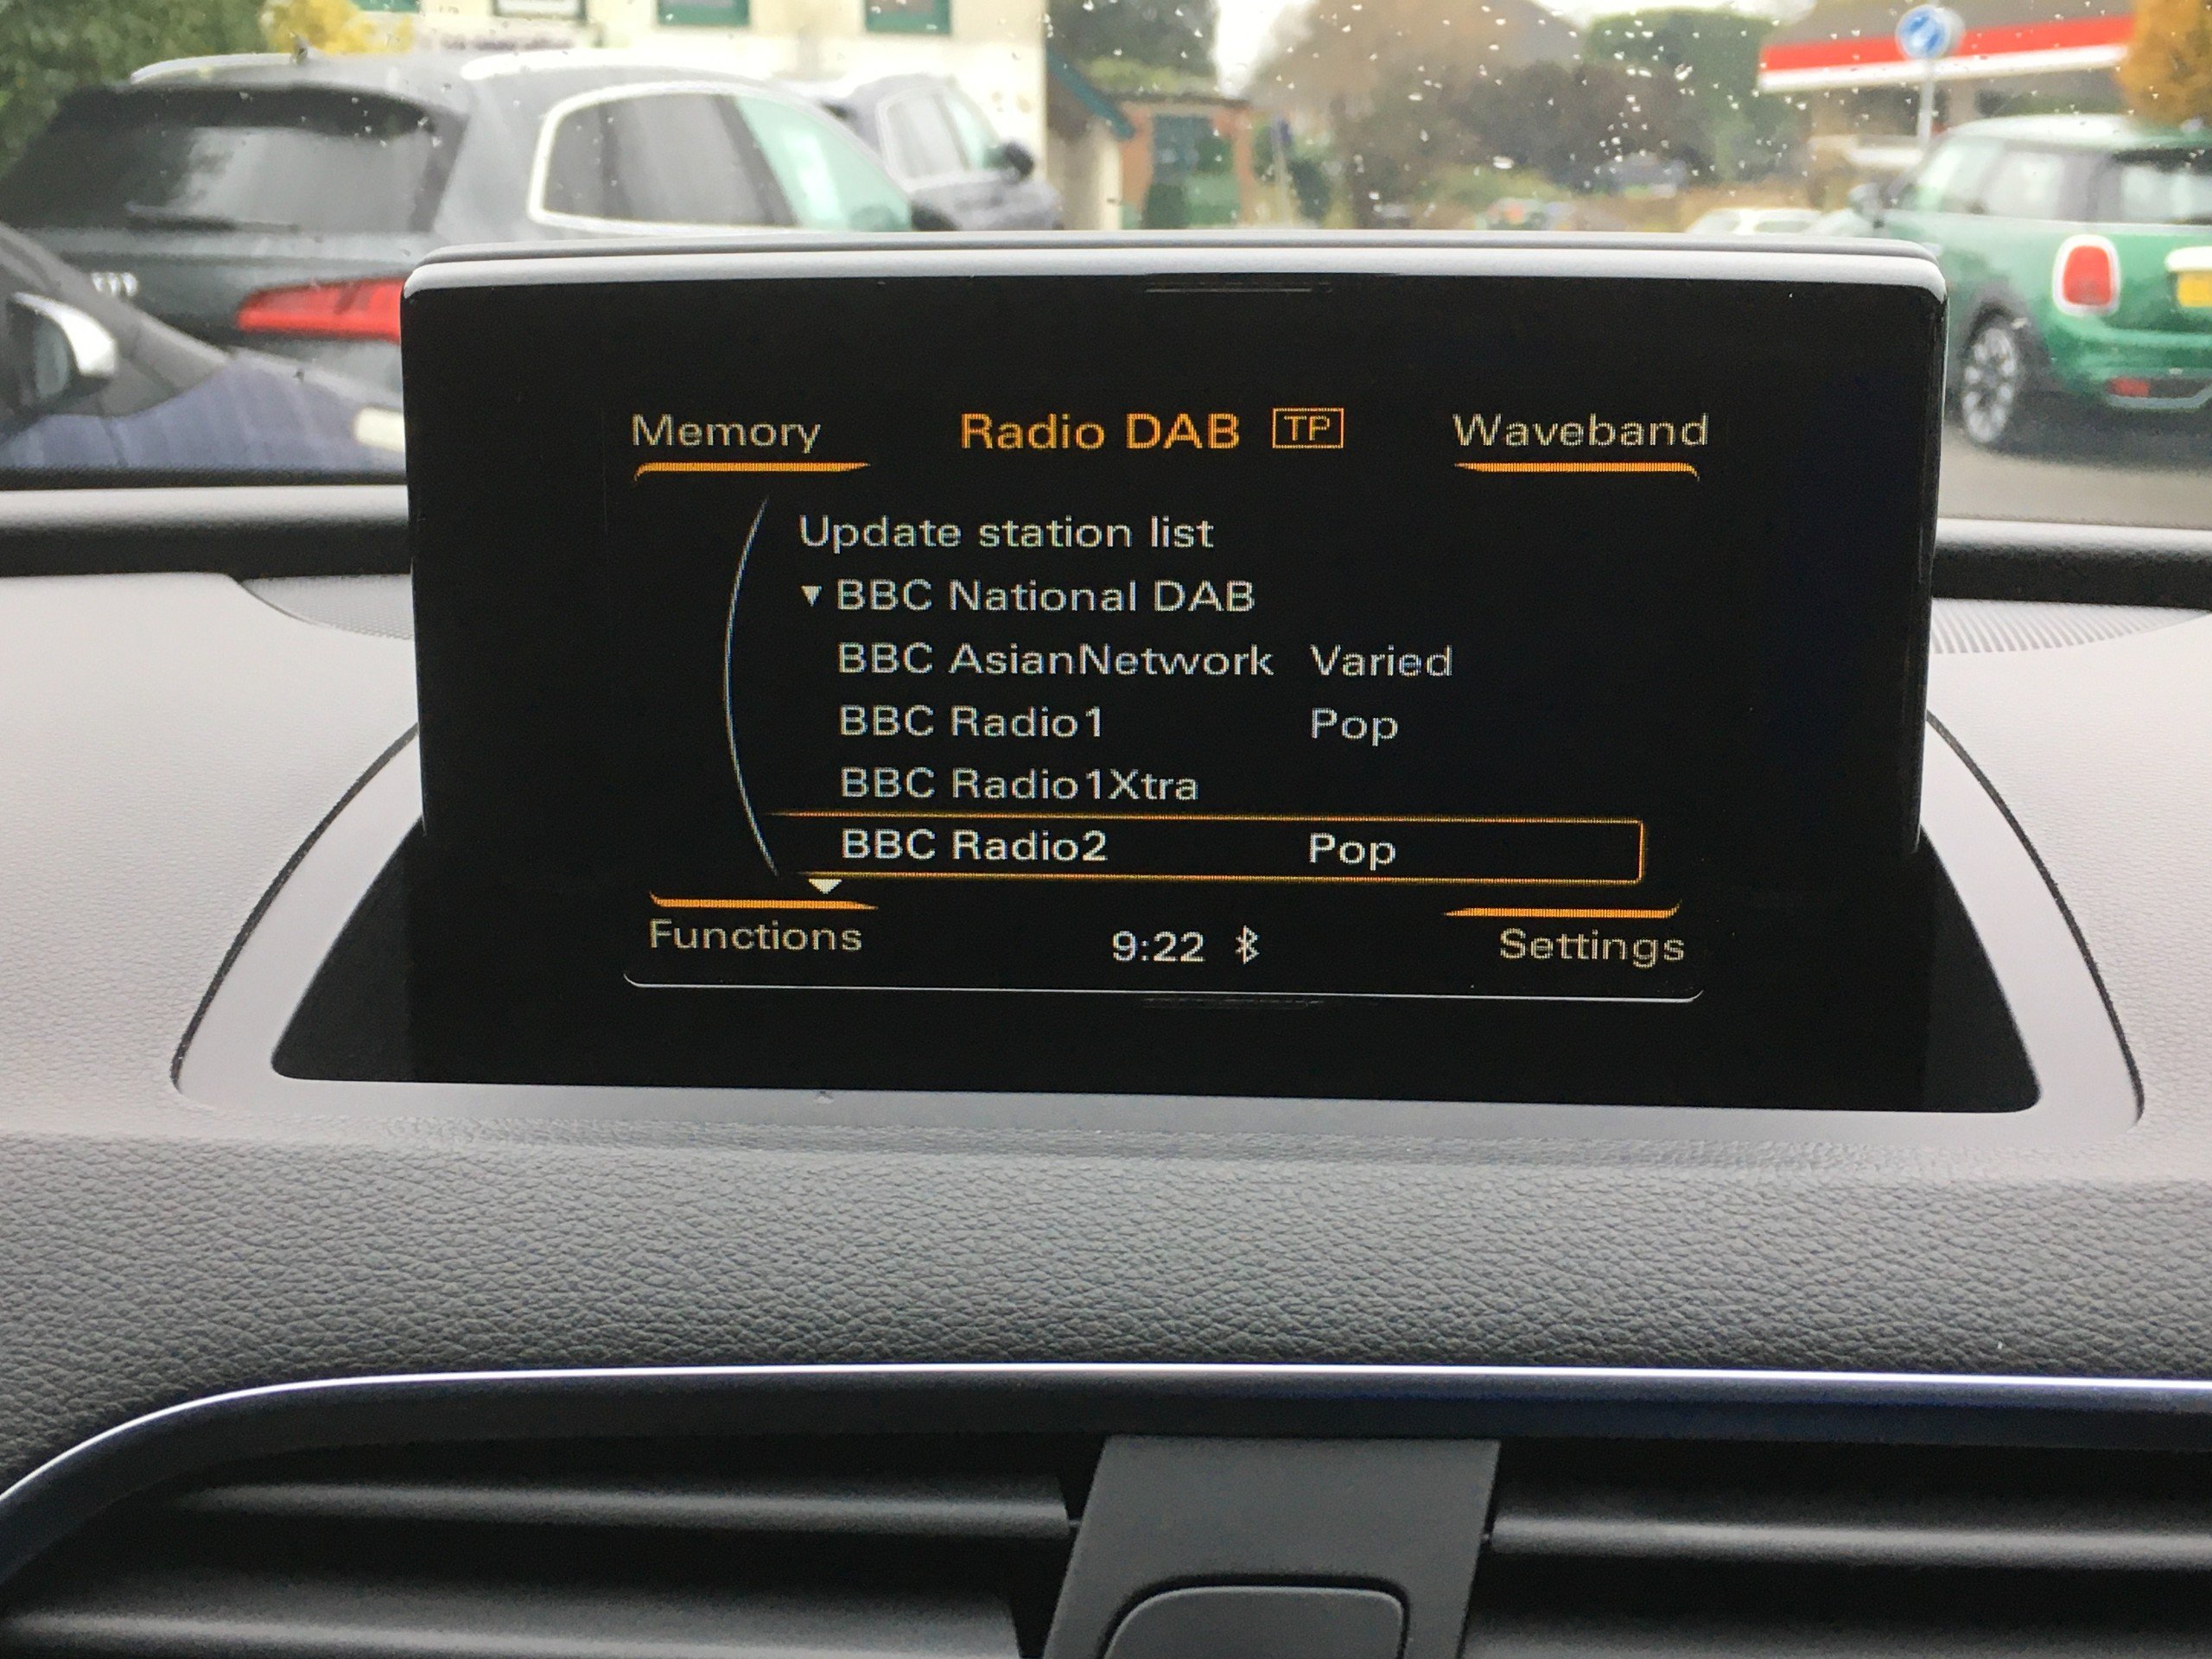 Memory Radio DAB TP Waveband
Update station list
▼ BBC National DAB
BBC AsianNetwork Varied
BBC Radio1 Pop
BBC Radio1Xtra
BBC Radio2 Pop
Functions 9:22 Settings